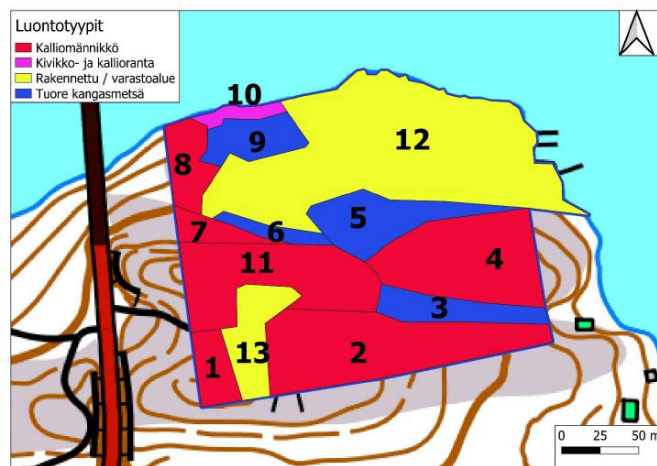 Luontotyypit
Kalliomännikkö
Kivikko- ja kallioranta
Rakennettu / varastoalue
Tuore kangasmetsä
10
12
9
8
5
6
7
4
11
3
13
2
1
0 25 50 m